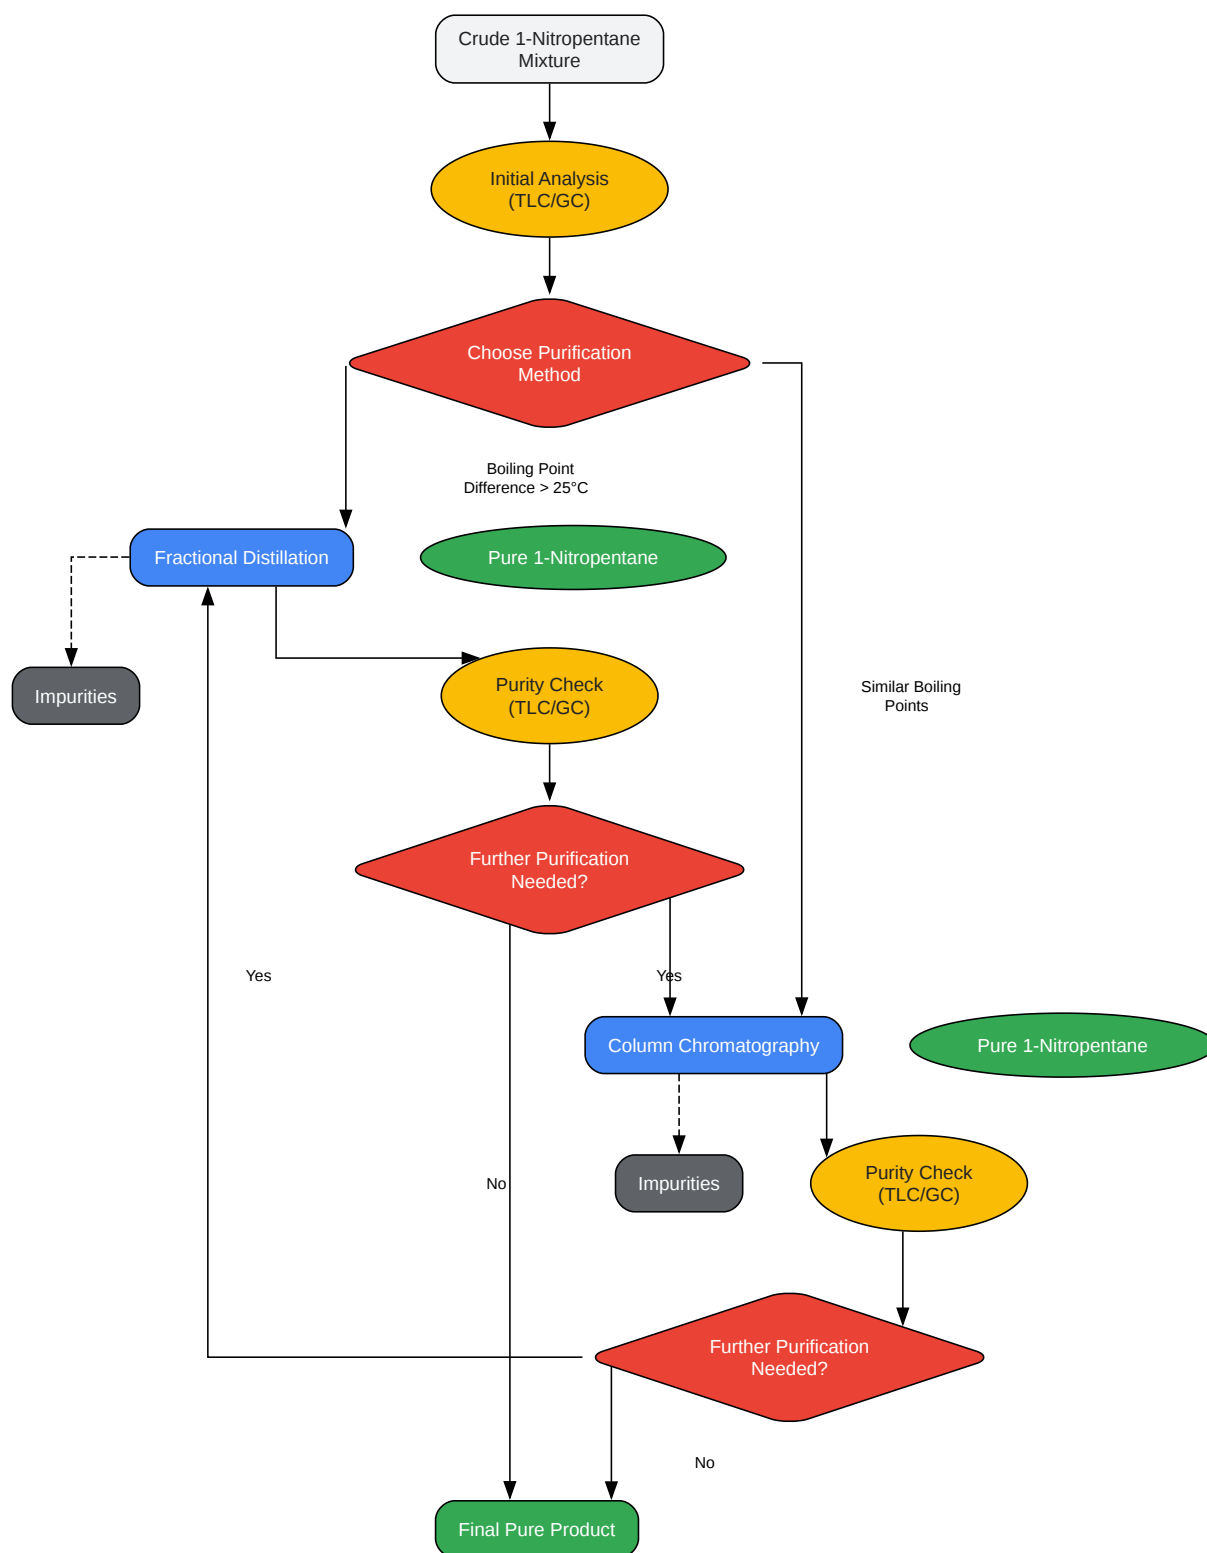 Crude 1-Nitropentane
Mixture
Initial Analysis
(TLC/GC)
Choose Purification
Method
Boiling Point
Difference > 25°C
Fractional Distillation
Pure 1-Nitropentane
Impurities
Purity Check
(TLC/GC)
Similar Boiling
Points
Further Purification
Needed?
Yes
Yes
Column Chromatography
Pure 1-Nitropentane
No
Impurities
Purity Check
(TLC/GC)
Further Purification
Needed?
No
Final Pure Product